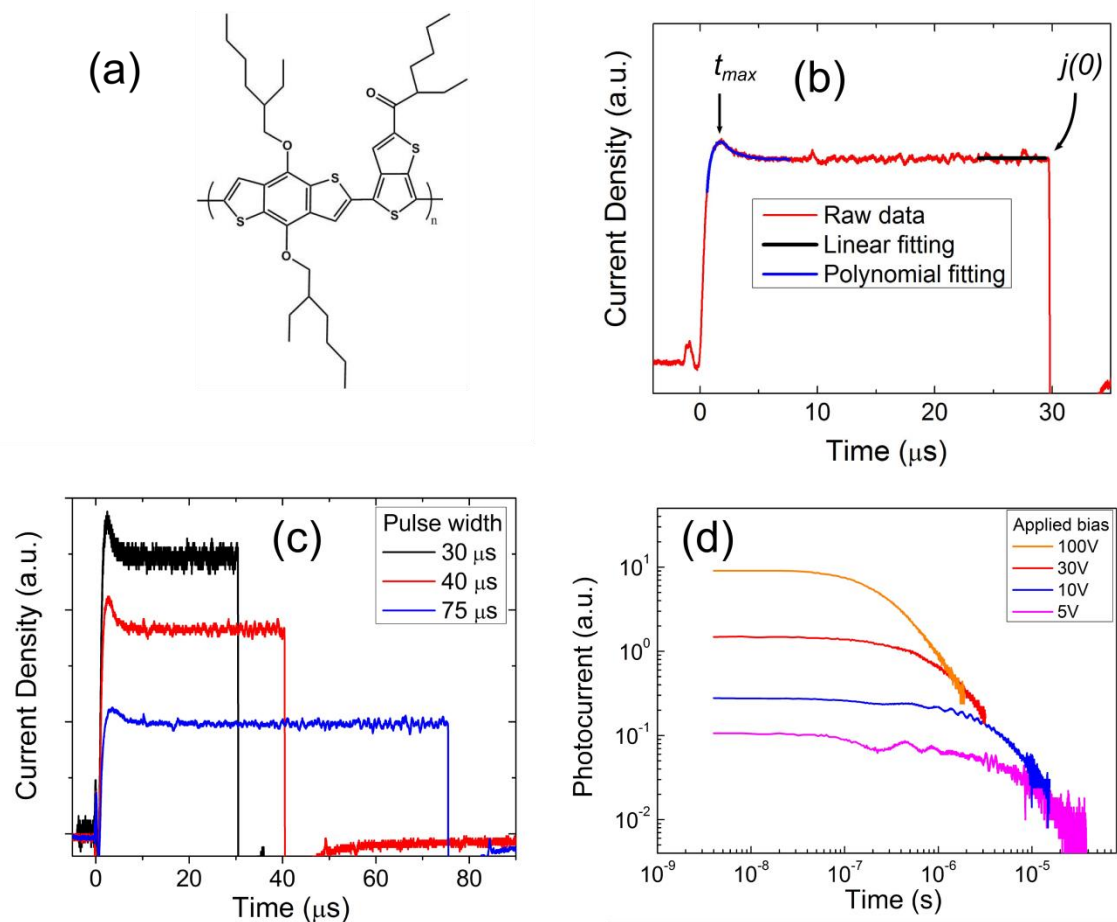 (a)
O
O
S
S
S
S
O
n
(b)
t_max
j(0)
Current Density (a.u.)
Raw data
Linear fitting
Polynomial fitting
0 10 20 30
Time (μs)
(c)
Current Density (a.u.)
Pulse width
30 μs
40 μs
75 μs
0 20 40 60 80
Time (μs)
(d)
Photocurrent (a.u.)
Applied bias
100V
30V
10V
5V
10^1
10^0
10^-1
10^-2
10^-9 10^-8 10^-7 10^-6 10^-5
Time (s)